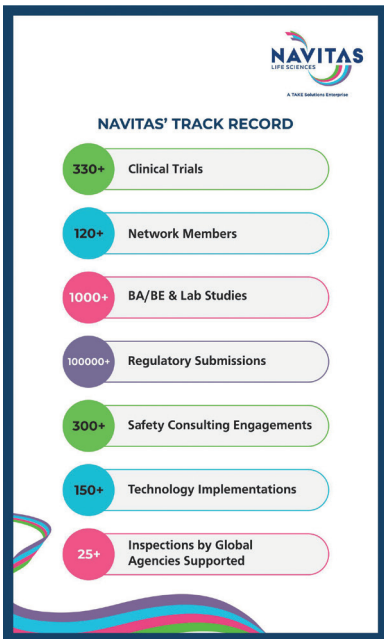 NAVITAS
LIFE SCIENCES
A TAKE Solutions Enterprise
NAVITAS' TRACK RECORD
330+ Clinical Trials
120+ Network Members
1000+ BA/BE & Lab Studies
100000+ Regulatory Submissions
300+ Safety Consulting Engagements
150+ Technology Implementations
25+ Inspections by Global
Agencies Supported